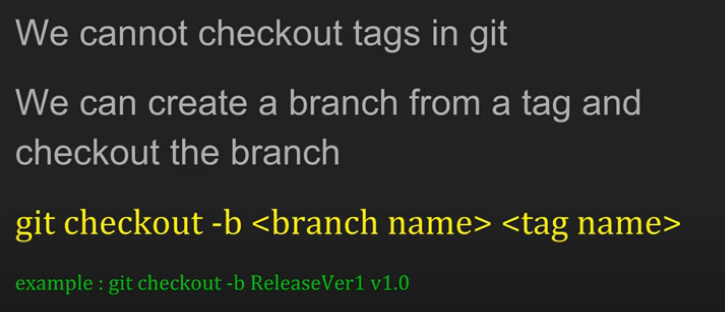 We cannot checkout tags in git
We can create a branch from a tag and
checkout the branch
git checkout -b <branch name> <tag name>
example : git checkout -b ReleaseVer1 v1.0